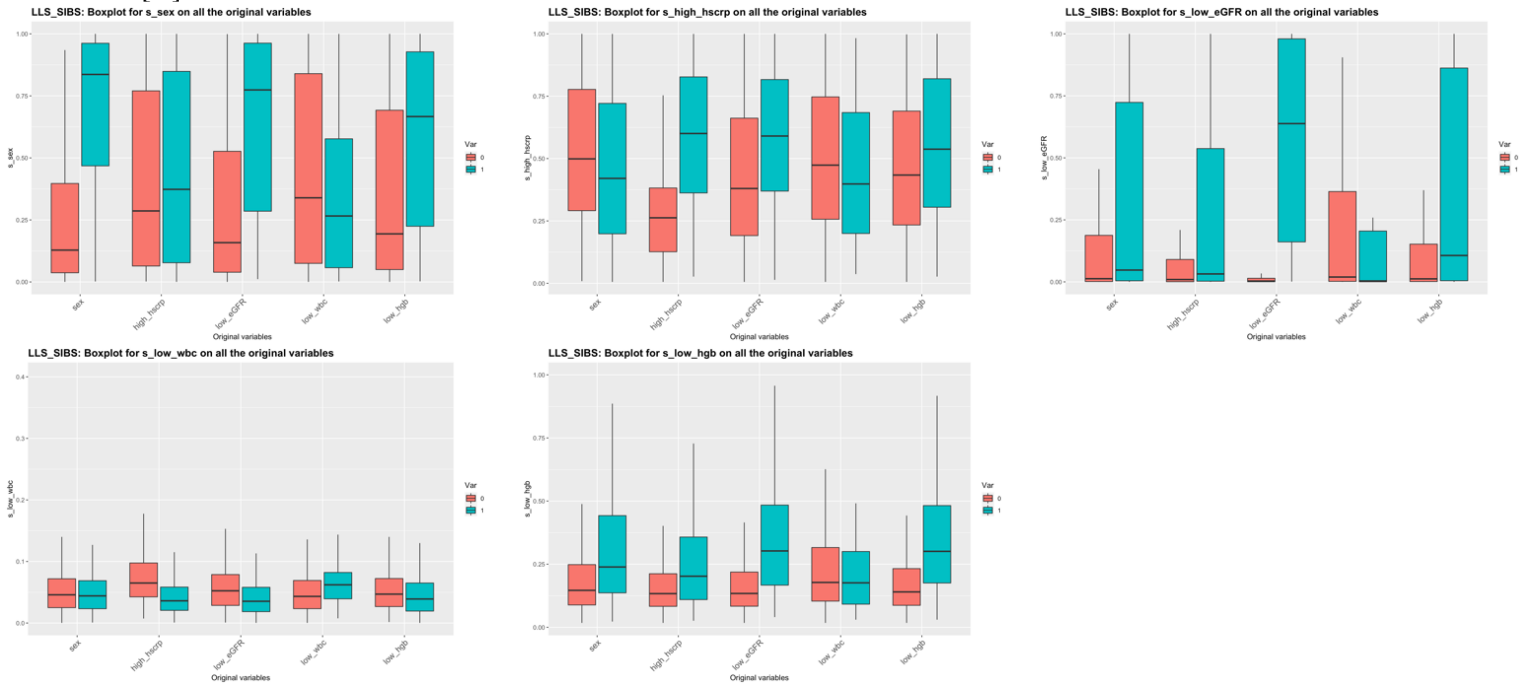 LLS_SIBS: Boxplot for s_sex on all the original variables
s_sex
1.00
0.75
0.50
0.25
0.00
sex
high_hscrp
low_eGFR
low_wbc
low_hgb
Original variables
Var
0
1
LLS_SIBS: Boxplot for s_high_hscrp on all the original variables
s_high_hscrp
1.00
0.75
0.50
0.25
0.00
sex
high_hscrp
low_eGFR
low_wbc
low_hgb
Original variables
Var
0
1
LLS_SIBS: Boxplot for s_low_eGFR on all the original variables
s_low_eGFR
1.00
0.75
0.50
0.25
0.00
sex
high_hscrp
low_eGFR
low_wbc
low_hgb
Original variables
Var
0
1
LLS_SIBS: Boxplot for s_low_wbc on all the original variables
s_low_wbc
0.4
0.3
0.2
0.1
0.0
sex
high_hscrp
low_eGFR
low_wbc
low_hgb
Original variables
Var
0
1
LLS_SIBS: Boxplot for s_low_hgb on all the original variables
s_low_hgb
1.00
0.75
0.50
0.25
0.00
sex
high_hscrp
low_eGFR
low_wbc
low_hgb
Original variables
Var
0
1